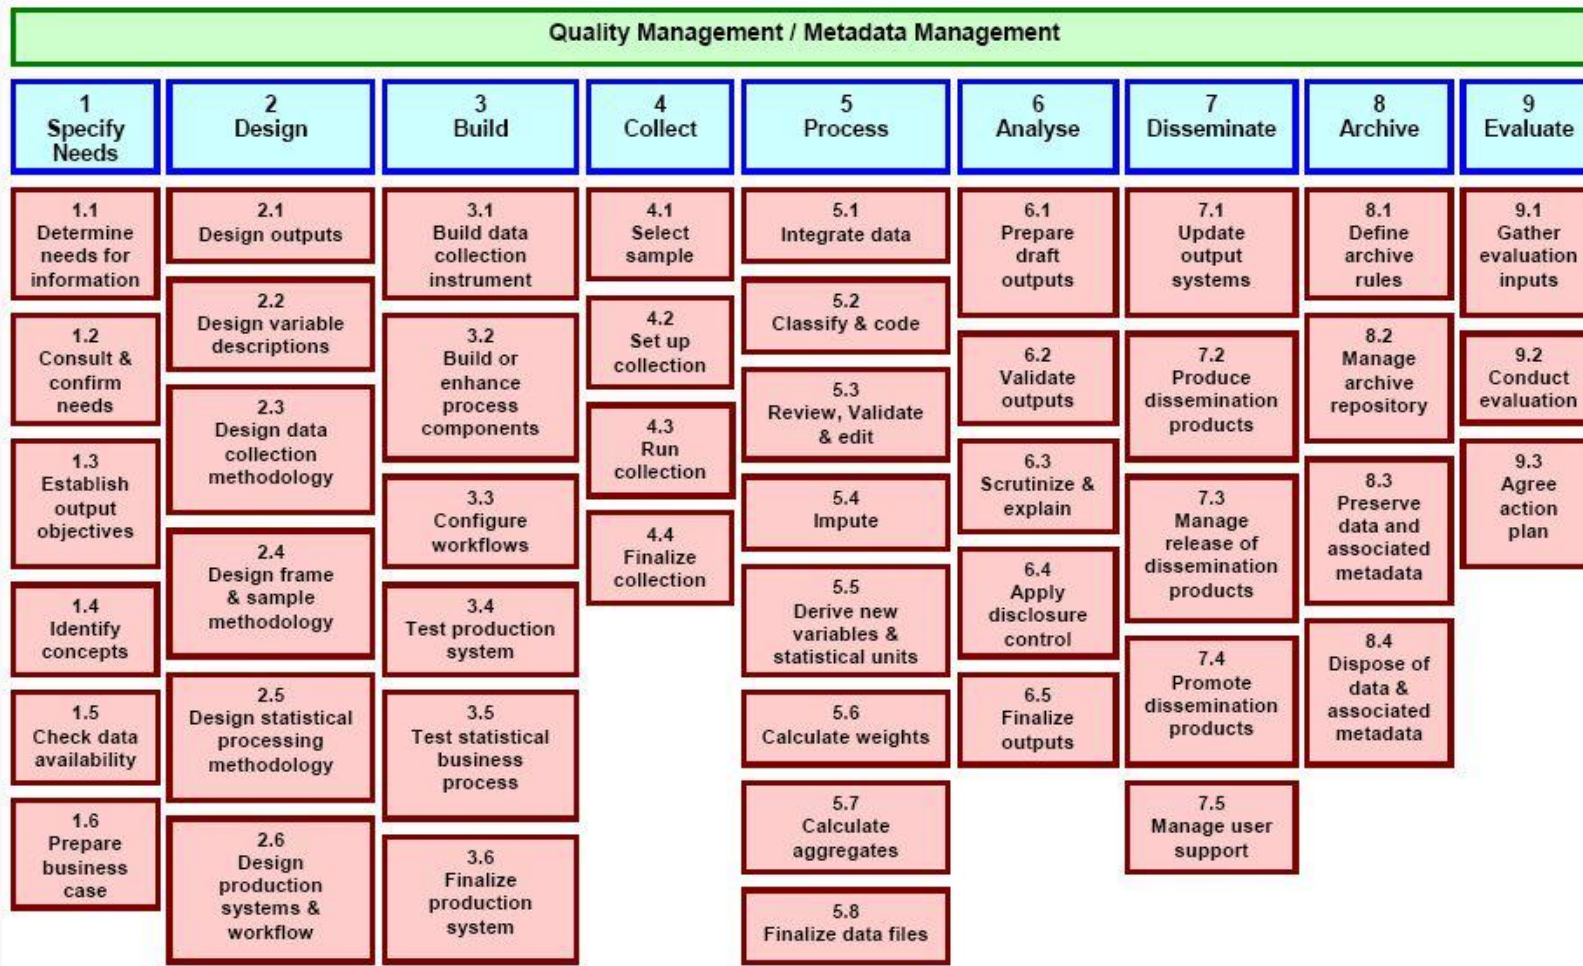 Quality Management / Metadata Management
1
Specify
Needs
2
Design
3
Build
4
Collect
5
Process
6
Analyse
7
Disseminate
8
Archive
9
Evaluate
1.1
Determine
needs for
information
1.2
Consult &
confirm
needs
1.3
Establish
output
objectives
1.4
Identify
concepts
1.5
Check data
availability
1.6
Prepare
business
case
2.1
Design outputs
2.2
Design variable
descriptions
2.3
Design data
collection
methodology
2.4
Design frame
& sample
methodology
2.5
Design statistical
processing
methodology
2.6
Design
production
systems &
workflow
3.1
Build data
collection
instrument
3.2
Build or
enhance
process
components
3.3
Configure
workflows
3.4
Test production
system
3.5
Test statistical
business
process
3.6
Finalize
production
system
4.1
Select
sample
4.2
Set up
collection
4.3
Run
collection
4.4
Finalize
collection
5.1
Integrate data
5.2
Classify & code
5.3
Review, Validate
& edit
5.4
Impute
5.5
Derive new
variables &
statistical units
5.6
Calculate weights
5.7
Calculate
aggregates
5.8
Finalize data files
6.1
Prepare
draft
outputs
6.2
Validate
outputs
6.3
Scrutinize &
explain
6.4
Apply
disclosure
control
6.5
Finalize
outputs
7.1
Update
output
systems
7.2
Produce
dissemination
products
7.3
Manage
release of
dissemination
products
7.4
Promote
dissemination
products
7.5
Manage user
support
8.1
Define
archive
rules
8.2
Manage
archive
repository
8.3
Preserve
data and
associated
metadata
8.4
Dispose of
data &
associated
metadata
9.1
Gather
evaluation
inputs
9.2
Conduct
evaluation
9.3
Agree
action
plan